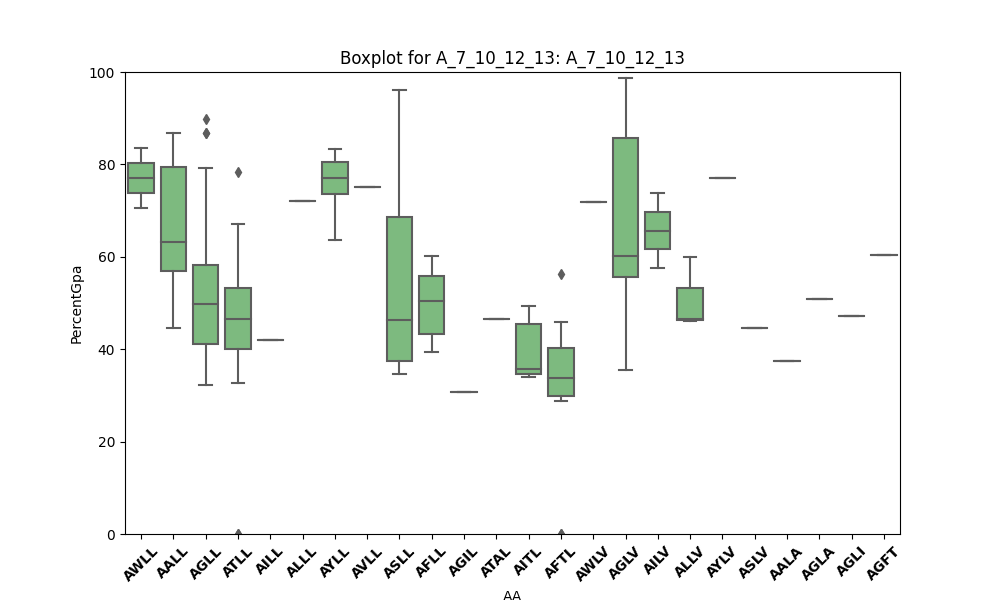 Boxplot for A_7_10_12_13: A_7_10_12_13
100
80
60
40
20
0
PercentGpa
AWLL AALL AGLL ATLL AILL ALLL AYLL AVLL ASLL AFLL AGIL ATAL AITL AFTL AWLV AGLV AILV ALLV AYLV ASLV AALA AGLA AGLI AGFT
AA